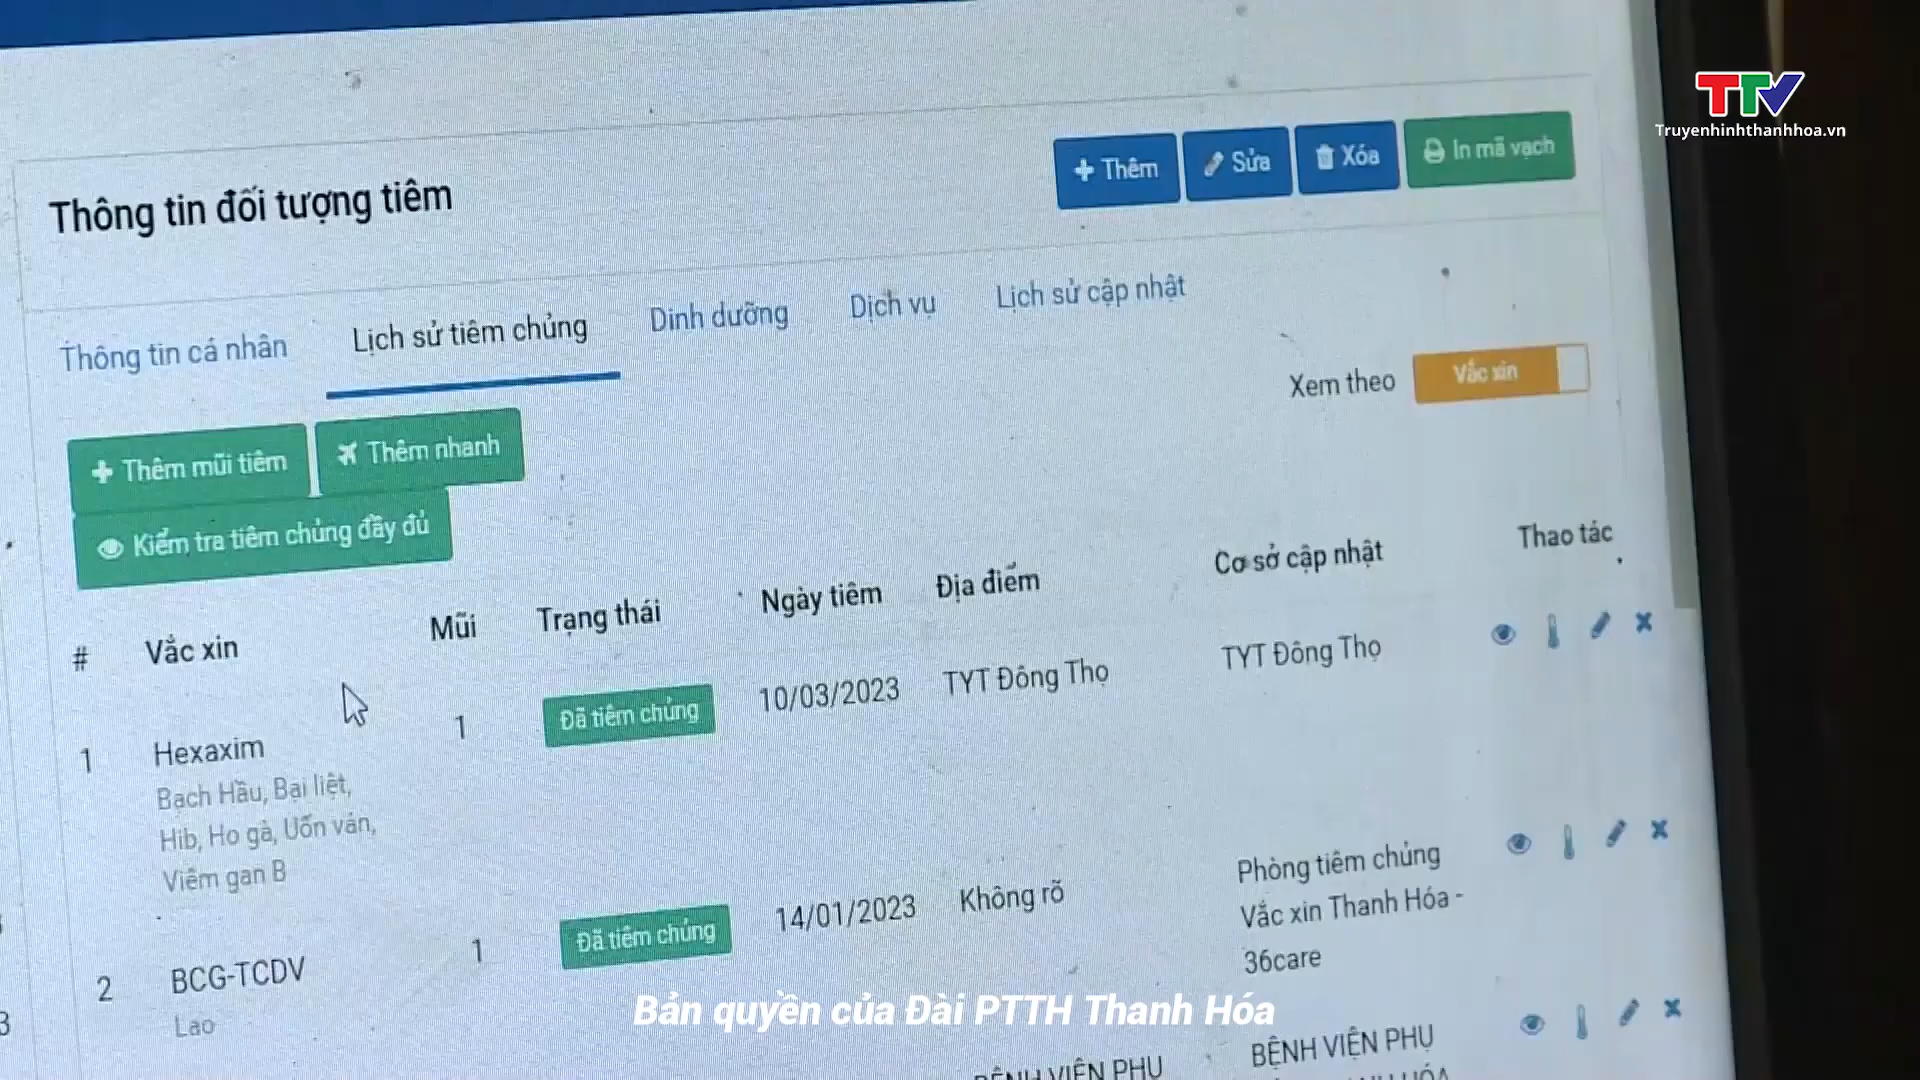 TTV
Truyenhinhthanhhoa.vn
Thông tin đối tượng tiêm
Thêm
Sửa
Xóa
In mã vạch
Thông tin cá nhân
Lịch sử tiêm chủng
Dinh dưỡng
Dịch vụ
Lịch sử cập nhật
Xem theo
Vắc xin
Thêm mũi tiêm
Thêm nhanh
Kiểm tra tiêm chủng đầy đủ
# Vắc xin Mũi Trạng thái Ngày tiêm Địa điểm Cơ sở cập nhật Thao tác
1 Hexaxim 1 Đã tiêm chủng 10/03/2023 TYT Đông Thọ TYT Đông Thọ
Bạch Hầu, Bại liệt,
Hib, Ho gà, Uốn ván,
Viêm gan B
2 BCG-TCDV 1 Đã tiêm chủng 14/01/2023 Không rõ Phòng tiêm chủng
Vắc xin Thanh Hóa -
36care
Lao
3
BỆNH VIỆN PHỤ
BỆNH VIỆN PHỤ
Bản quyền của Đài PTTH Thanh Hóa